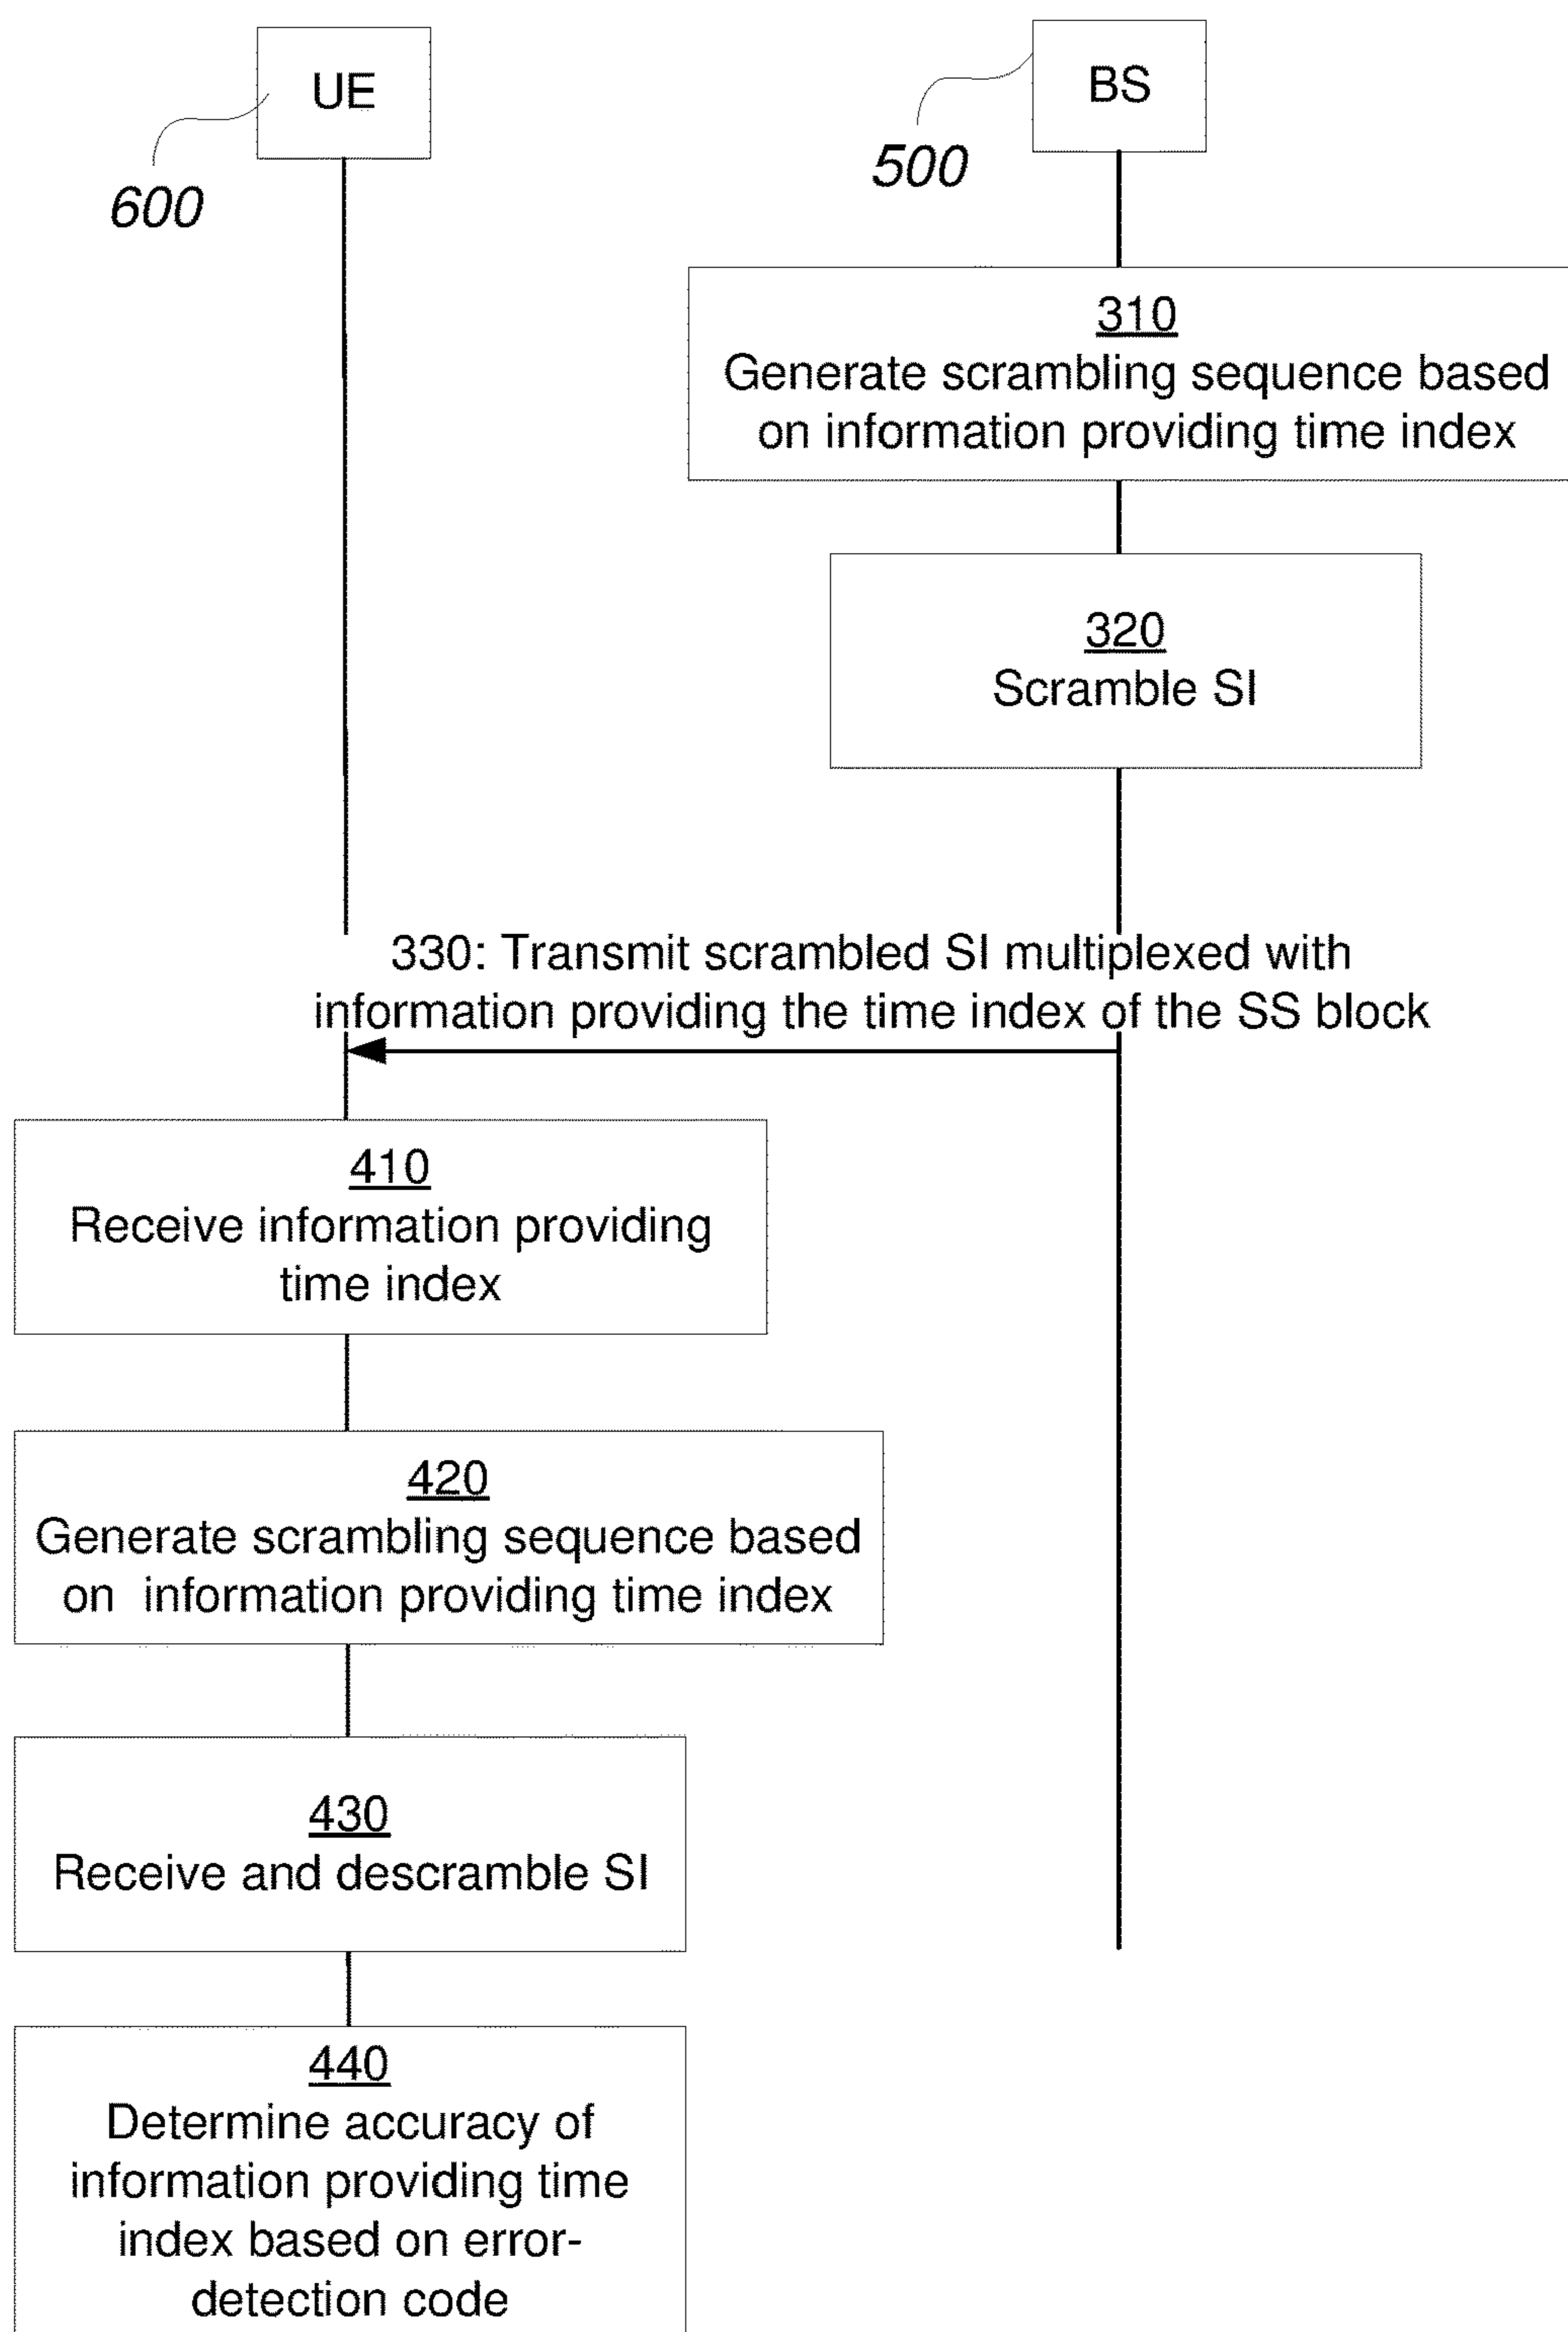 UE
BS
600
500
310
Generate scrambling sequence based
on information providing time index
320
Scramble SI
330: Transmit scrambled SI multiplexed with
information providing the time index of the SS block
410
Receive information providing
time index
420
Generate scrambling sequence based
on information providing time index
430
Receive and descramble SI
440
Determine accuracy of
information providing time
index based on error-
detection code